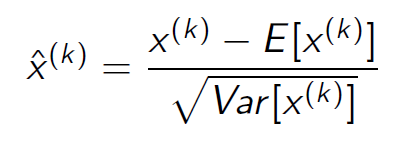 x̂^(k) = (x^(k) − E[x^(k)]) / √(Var[x^(k)])